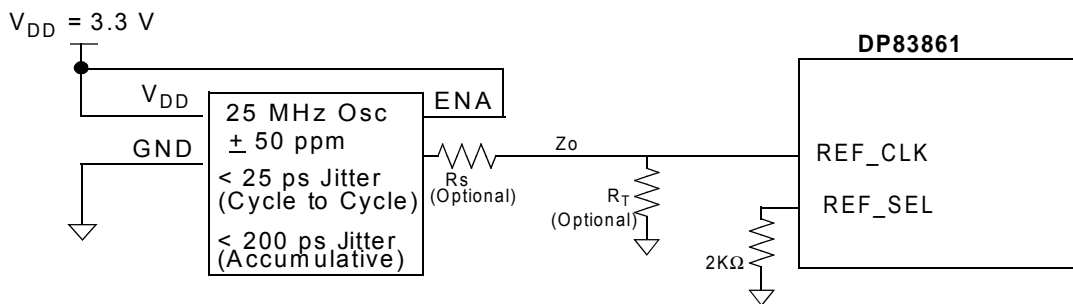 V_DD = 3.3 V
DP83861
V_DD
ENA
25 MHz Osc
± 50 ppm
GND
< 25 ps Jitter
(Cycle to Cycle)
< 200 ps Jitter
(Accumulative)
Rs
(Optional)
Zo
R_T
(Optional)
REF_CLK
REF_SEL
2KΩ